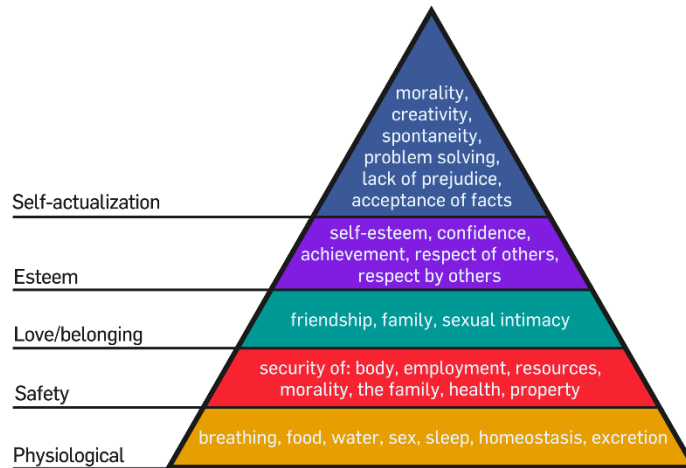 morality,
creativity,
spontaneity,
problem solving,
lack of prejudice,
acceptance of facts
Self-actualization
self-esteem, confidence,
achievement, respect of others,
respect by others
Esteem
friendship, family, sexual intimacy
Love/belonging
security of: body, employment, resources,
morality, the family, health, property
Safety
breathing, food, water, sex, sleep, homeostasis, excretion
Physiological